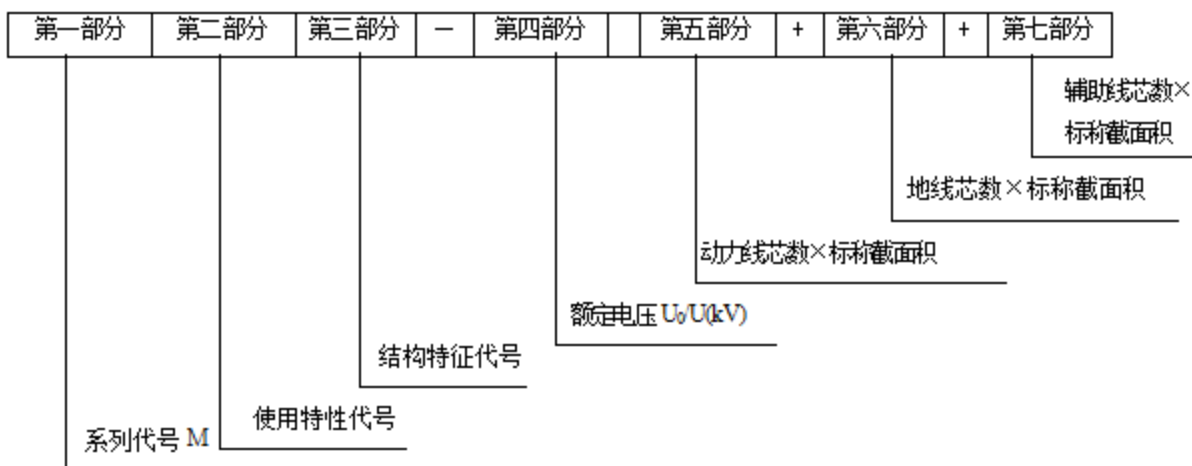 第一部分 第二部分 第三部分 － 第四部分 第五部分 + 第六部分 + 第七部分
辅助线芯数×
标称截面积
地线芯数×标称截面积
动力线芯数×标称截面积
额定电压U₀/U(kV)
结构特征代号
使用特性代号
系列代号M